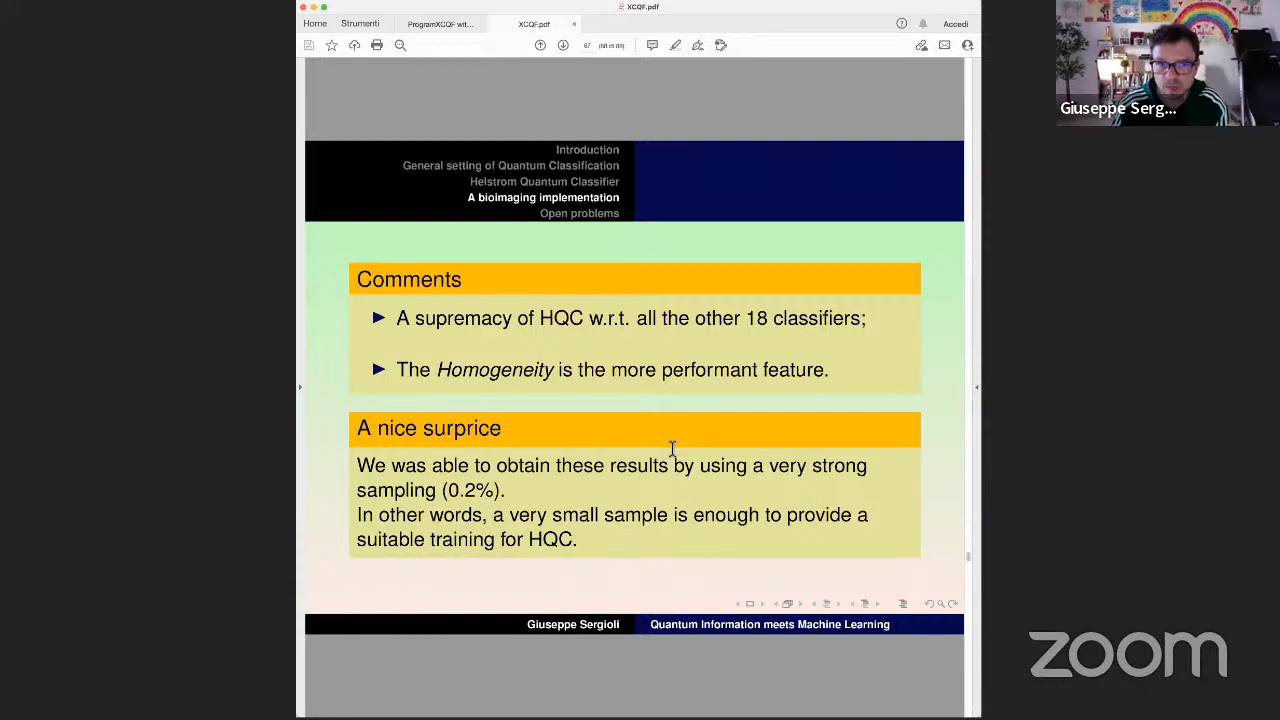 XCQF.pdf
Home
Strumenti
ProgramXCQF wit...
XCQF.pdf
×
Accedi
67
(68 di 88)
Giuseppe Serg...
Introduction
General setting of Quantum Classification
Helstrom Quantum Classifier
A bioimaging implementation
Open problems
Comments
A supremacy of HQC w.r.t. all the other 18 classifiers;
The Homogeneity is the more performant feature.
A nice surprice
We was able to obtain these results by using a very strong
sampling (0.2%).
In other words, a very small sample is enough to provide a
suitable training for HQC.
Giuseppe Sergioli
Quantum Information meets Machine Learning
zoom